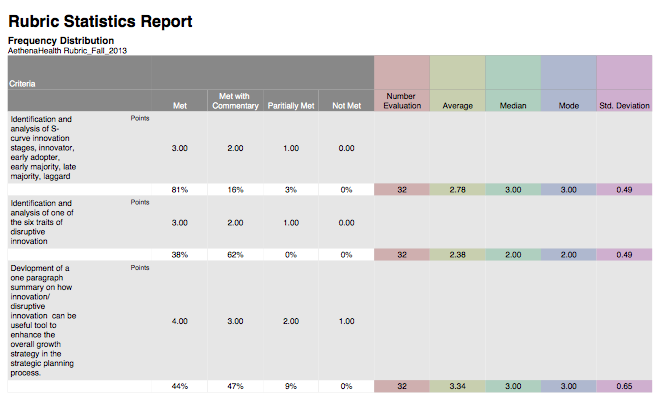 Rubric Statistics Report
Frequency Distribution
AethenaHealth Rubric_Fall_2013
Criteria
Met
Met with Commentary
Paritially Met
Not Met
Number Evaluation
Average
Median
Mode
Std. Deviation
Identification and
analysis of S-
curve innovation
stages, innovator,
early adopter,
early majority, late
majority, laggard
Points
3.00 2.00 1.00 0.00
81% 16% 3% 0% 32 2.78 3.00 3.00 0.49
Identification and
analysis of one of
the six traits of
disruptive
innovation
Points
3.00 2.00 1.00 0.00
38% 62% 0% 0% 32 2.38 2.00 2.00 0.49
Devlopment of a
one paragraph
summary on how
innovation/
disruptive
innovation can be
useful tool to
enhance the
overall growth
strategy in the
strategic planning
process.
Points
4.00 3.00 2.00 1.00
44% 47% 9% 0% 32 3.34 3.00 3.00 0.65